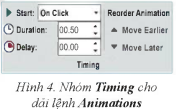 Start: On Click Reorder Animation
Duration: 00.50 Move Earlier
Delay: 00.00 Move Later
Timing
Hình 4. Nhóm Timing cho
dải lệnh Animations